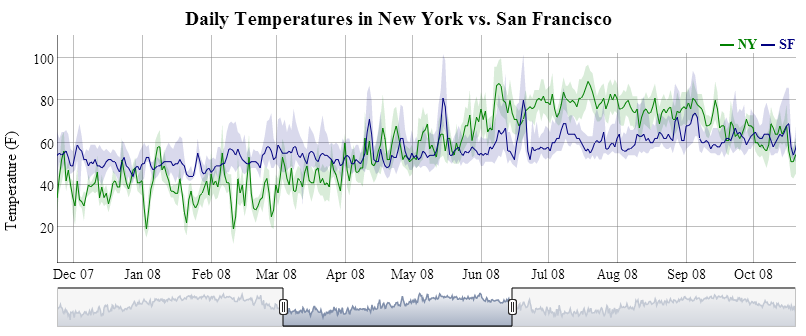 Daily Temperatures in New York vs. San Francisco
NY SF
100
80
60
40
20
Temperature (F)
Dec 07 Jan 08 Feb 08 Mar 08 Apr 08 May 08 Jun 08 Jul 08 Aug 08 Sep 08 Oct 08